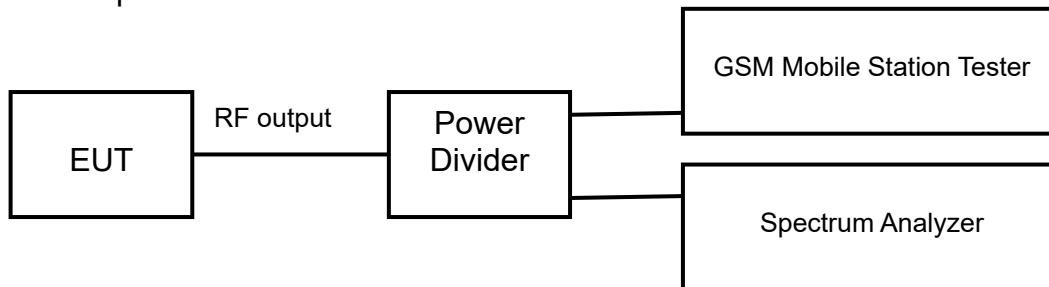 GSM Mobile Station Tester
RF output
EUT
Power
Divider
Spectrum Analyzer